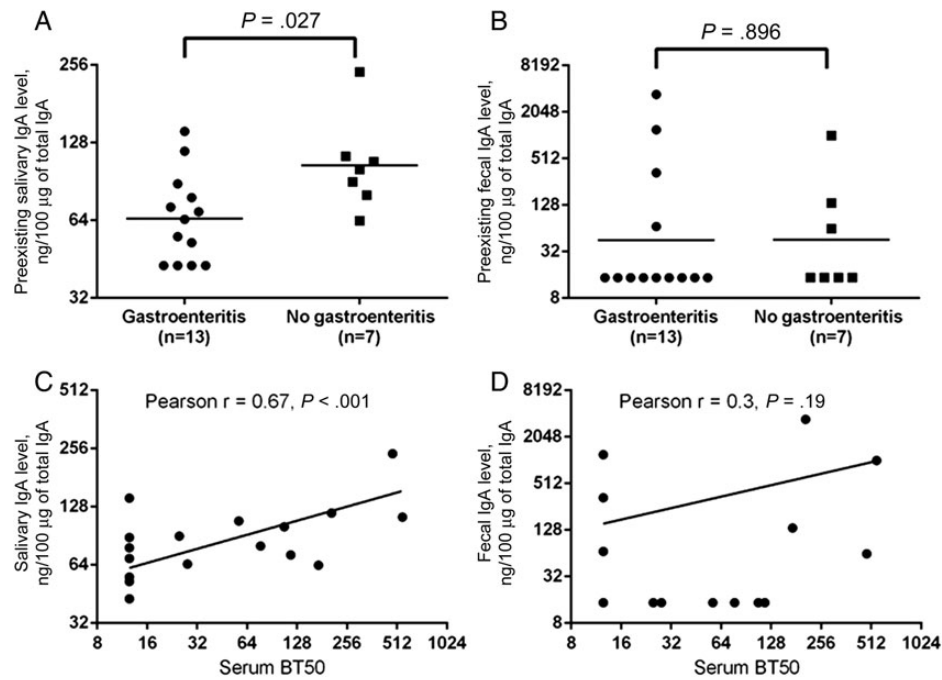 A
P = .027
Preexisting salivary IgA level,
ng/100 µg of total IgA
256
128
64
32
Gastroenteritis
(n=13)
No gastroenteritis
(n=7)
B
P = .896
Preexisting fecal IgA level,
ng/100 µg of total IgA
8192
2048
512
128
32
8
Gastroenteritis
(n=13)
No gastroenteritis
(n=7)
C
Pearson r = 0.67, P < .001
Salivary IgA level,
ng/100 µg of total IgA
512
256
128
64
32
8 16 32 64 128 256 512 1024
Serum BT50
D
Pearson r = 0.3, P = .19
Fecal IgA level,
ng/100 µg of total IgA
8192
2048
512
128
32
8
8 16 32 64 128 256 512 1024
Serum BT50